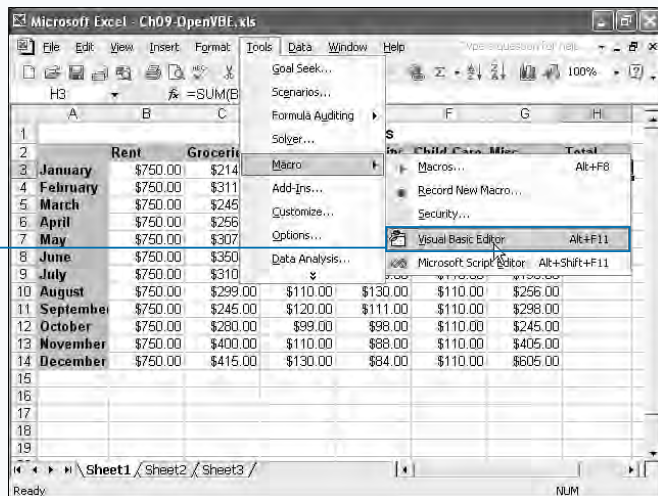 Microsoft Excel - Ch09-OpenVBE.xls
File Edit View Insert Format Tools Data Window Help
100%
H3 fx =SUM(B
A B C F G H
1 S
2 Rent Child Care Misc Total
3 January $750.00 $214
4 February $750.00 $311
5 March $750.00 $245
6 April $750.00 $256
7 May $750.00 $307
8 June $750.00 $350
9 July $750.00 $310
10 August $750.00 $299.00 $110.00 $130.00 $110.00 $256.00
11 September $750.00 $245.00 $120.00 $111.00 $110.00 $298.00
12 October $750.00 $280.00 $99.00 $98.00 $110.00 $245.00
13 November $750.00 $400.00 $110.00 $88.00 $110.00 $405.00
14 December $750.00 $415.00 $130.00 $84.00 $110.00 $605.00
15
16
17
18
19
Goal Seek...
Scenarios...
Formula Auditing
Solver...
Macro
Add-Ins...
Customize...
Options...
Data Analysis...
Macros... Alt+F8
Record New Macro...
Security...
Visual Basic Editor Alt+F11
Microsoft Script Editor Alt+Shift+F11
Sheet1 Sheet2 Sheet3
Ready NUM